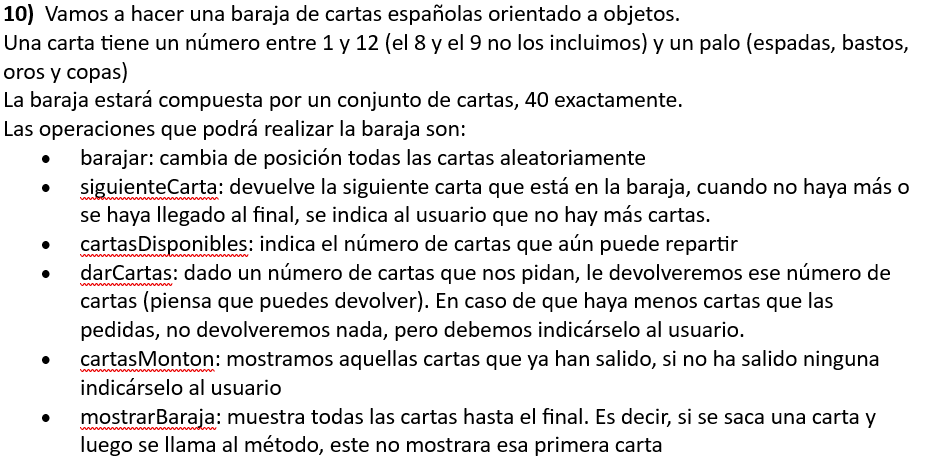 10) Vamos a hacer una baraja de cartas españolas orientado a objetos.
Una carta tiene un número entre 1 y 12 (el 8 y el 9 no los incluimos) y un palo (espadas, bastos,
oros y copas)
La baraja estará compuesta por un conjunto de cartas, 40 exactamente.
Las operaciones que podrá realizar la baraja son:
• barajar: cambia de posición todas las cartas aleatoriamente
• siguienteCarta: devuelve la siguiente carta que está en la baraja, cuando no haya más o
se haya llegado al final, se indica al usuario que no hay más cartas.
• cartasDisponibles: indica el número de cartas que aún puede repartir
• darCartas: dado un número de cartas que nos pidan, le devolveremos ese número de
cartas (piensa que puedes devolver). En caso de que haya menos cartas que las
pedidas, no devolveremos nada, pero debemos indicárselo al usuario.
• cartasMonton: mostramos aquellas cartas que ya han salido, si no ha salido ninguna
indicárselo al usuario
• mostrarBaraja: muestra todas las cartas hasta el final. Es decir, si se saca una carta y
luego se llama al método, este no mostrara esa primera carta